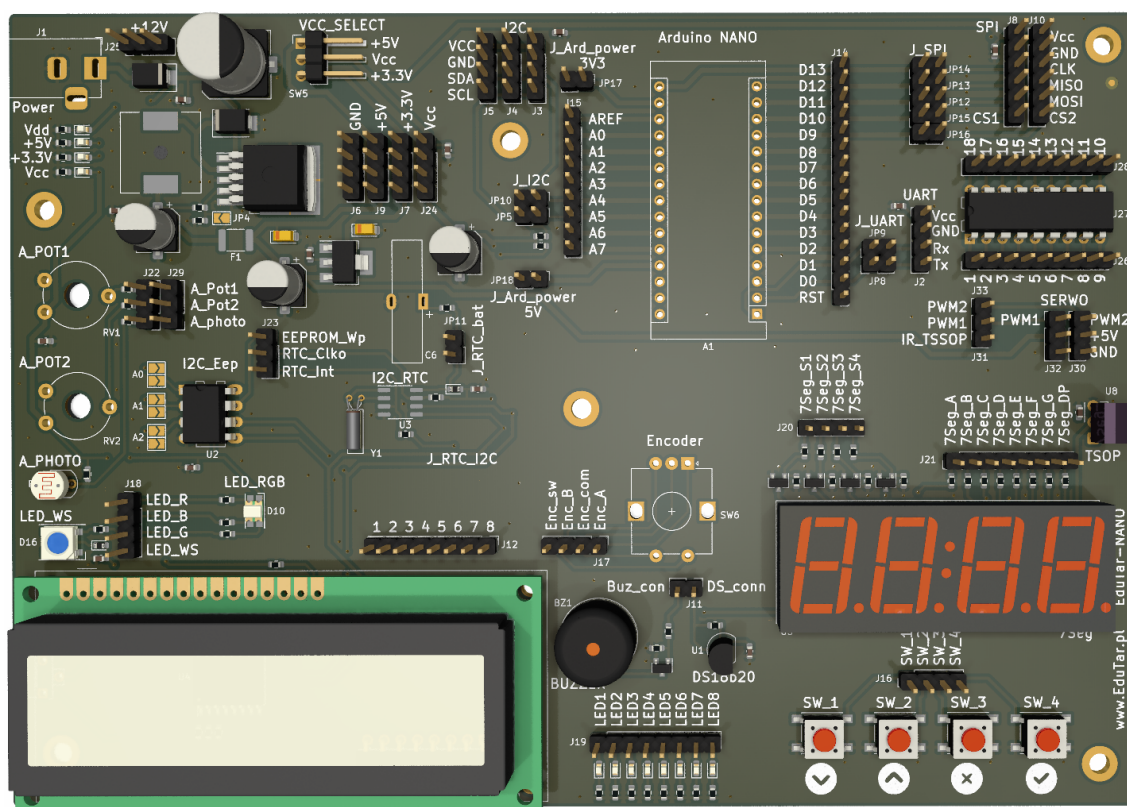 J1
+12V
J25
Power
Vdd
+5V
+3.3V
Vcc
VCC_SELECT
+5V
Vcc
+3.3V
SW5
JP4
F1
GND
+5V
+3.3V
Vcc
J6
J9
J7
J24
J2C
VCC
GND
SDA
SCL
J5
J4
J3
J_Ard_power
3V3
JP17
J15
AREF
A0
A1
A2
A3
A4
A5
A6
A7
J_I2C
JP10
JP5
JP18
J_Ard_power
5V
Arduino NANO
A1
J14
D13
D12
D11
D10
D9
D8
D7
D6
D5
D4
D3
D2
D1
D0
RST
J_SPI
JP14
JP13
JP12
JP15
JP16
SPI
J8
J10
Vcc
GND
CLK
MISO
MOSI
CS1
CS2
J_UART
JP9
JP8
UART
Vcc
GND
Rx
Tx
J2
18
17
16
15
14
13
12
11
10
J28
J27
J26
1
2
3
4
5
6
7
8
9
J33
PWM2
PWM1
IR_TSSOP
J31
SERWO
PWM1
PWM2
+5V
J32
J30
A_POT1
RV1
J22
J29
A_Pot1
A_Pot2
A_photo
A_POT2
RV2
A0
A1
A2
I2C_Eep
U2
J23
EEPROM_Wp
RTC_Clko
RTC_Int
C6
+
JP11
J_RTC_bat
I2C_RTC
U3
Y1
J_RTC_I2C
1
2
3
4
5
6
7
8
J12
A_PHOTO
LED_WS
D16
J18
LED_R
LED_B
LED_G
LED_WS
LED_RGB
D10
Encoder
SW6
Enc_sw
Enc_B
Enc_com
Enc_A
J17
7Seg_S1
7Seg_S2
7Seg_S3
7Seg_S4
J20
7Seg_A
7Seg_B
7Seg_C
7Seg_D
7Seg_E
7Seg_F
7Seg_G
7Seg_DP
J21
U8
TSOP
8.8:8.8.
7Seg
Buz_con
DS_conn
J11
BZ1
U1
DS18b20
LED1
LED2
LED3
LED4
LED5
LED6
LED7
LED8
J19
SW_1
SW_2
SW_3
SW_4
J16
SW_1
SW_2
SW_3
SW_4
www.EduTar.pl